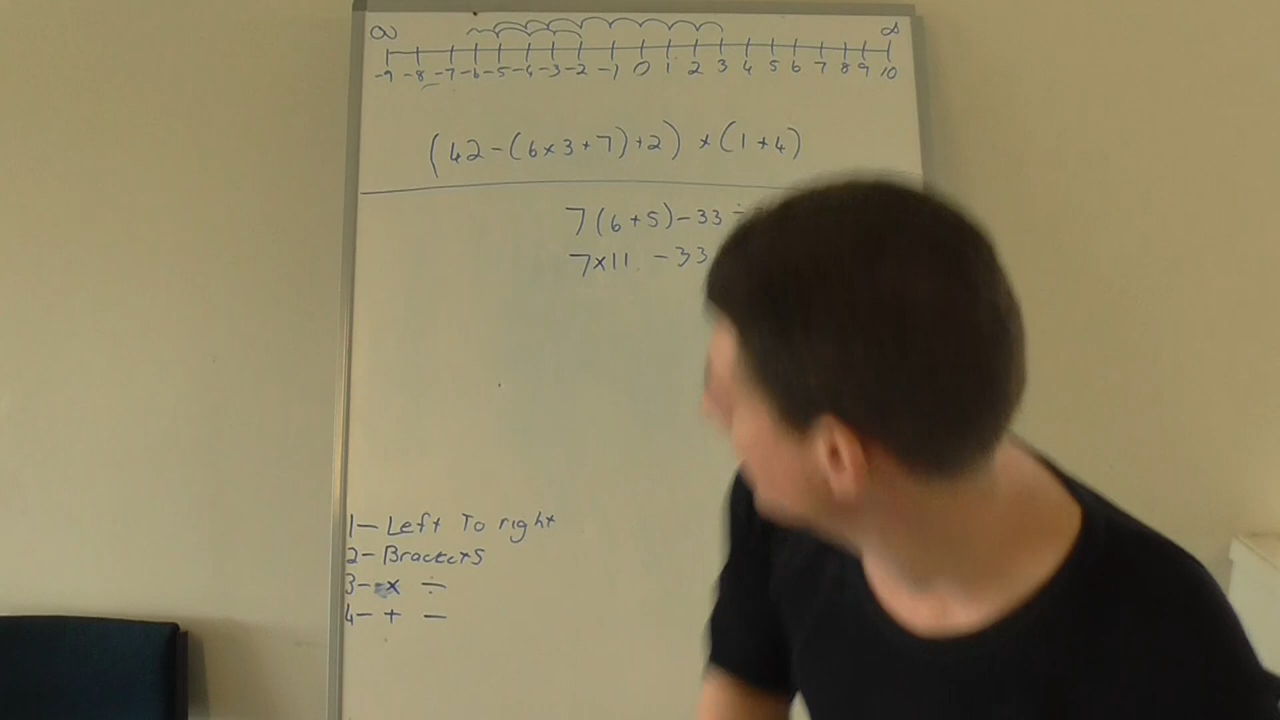 ∞ ∞
-9 -8 -7 -6 -5 -4 -3 -2 -1 0 1 2 3 4 5 6 7 8 9 10
(42-(6×3+7)+2) × (1+4)
7(6+5)-33÷
7×11 -33
1- Left To right
2- Brackets
3- × ÷
4- + -